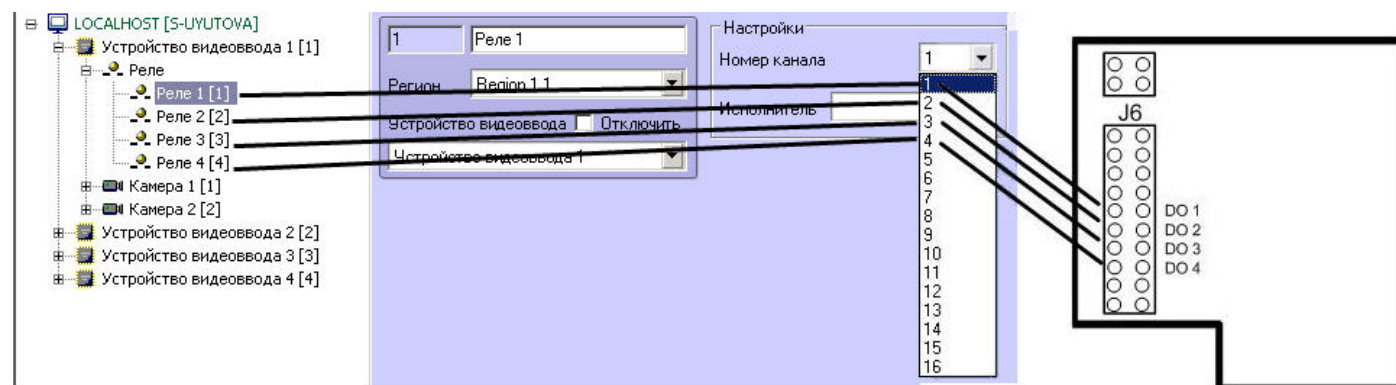 LOCALHOST [S-UYUTOVA]
Устройство видеоввода 1 [1]
Реле
Реле 1 [1]
Реле 2 [2]
Реле 3 [3]
Реле 4 [4]
Камера 1 [1]
Камера 2 [2]
Устройство видеоввода 2 [2]
Устройство видеоввода 3 [3]
Устройство видеоввода 4 [4]
1
Реле 1
Регион
Region 1.1
Устройство видеоввода
Отключить
Устройство видеоввода 1
Настройки
Номер канала
1
Исполнитель
1
2
3
4
5
6
7
8
9
10
11
12
13
14
15
16
J6
DO 1
DO 2
DO 3
DO 4